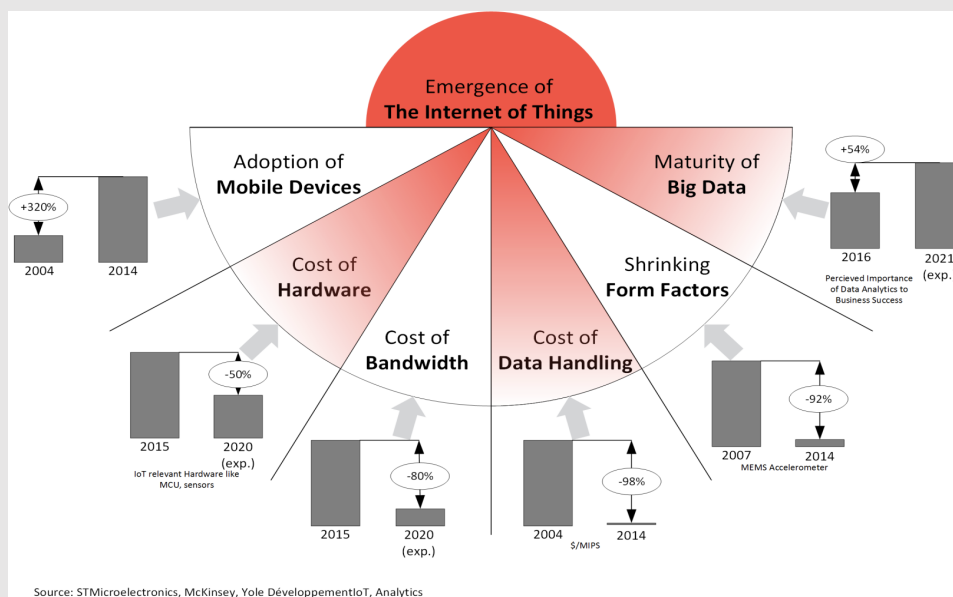 Emergence of
The Internet of Things
Adoption of
Mobile Devices
Maturity of
Big Data
Cost of
Hardware
Shrinking
Form Factors
Cost of
Bandwidth
Cost of
Data Handling
+320%
2004
2014
+54%
2016
2021
(exp.)
Percieved Importance
of Data Analytics to
Business Success
-50%
2015
2020
(exp.)
IoT relevant Hardware like
MCU, sensors
-92%
2007
2014
MEMS Accelerometer
-80%
2015
2020
(exp.)
-98%
2004
2014
$/MIPS
Source: STMicroelectronics, McKinsey, Yole DéveloppementIoT, Analytics